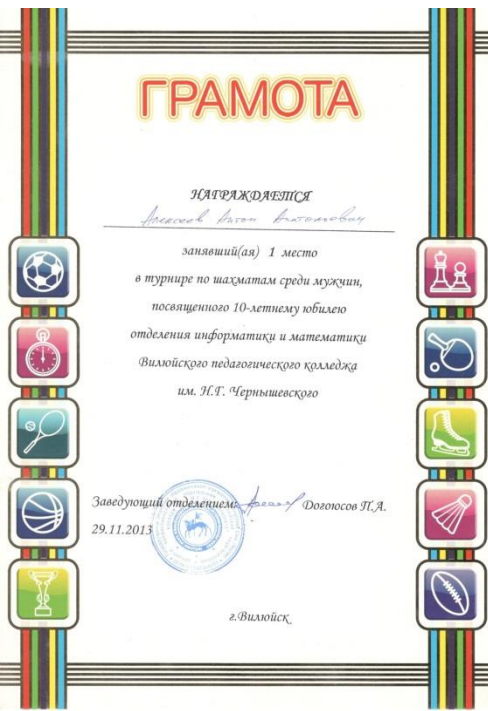 ГРАМОТА
НАГРАЖДАЕТСЯ
Алексеев Антон Анатольевич
занявший(ая) 1 место
в турнире по шахматам среди мужчин,
посвященного 10-летнему юбилею
отделения информатики и математики
Вилюйского педагогического колледжа
им. Н.Г. Чернышевского
Заведующий отделением: Догоюсов П.А.
29.11.2013
г.Вилюйск